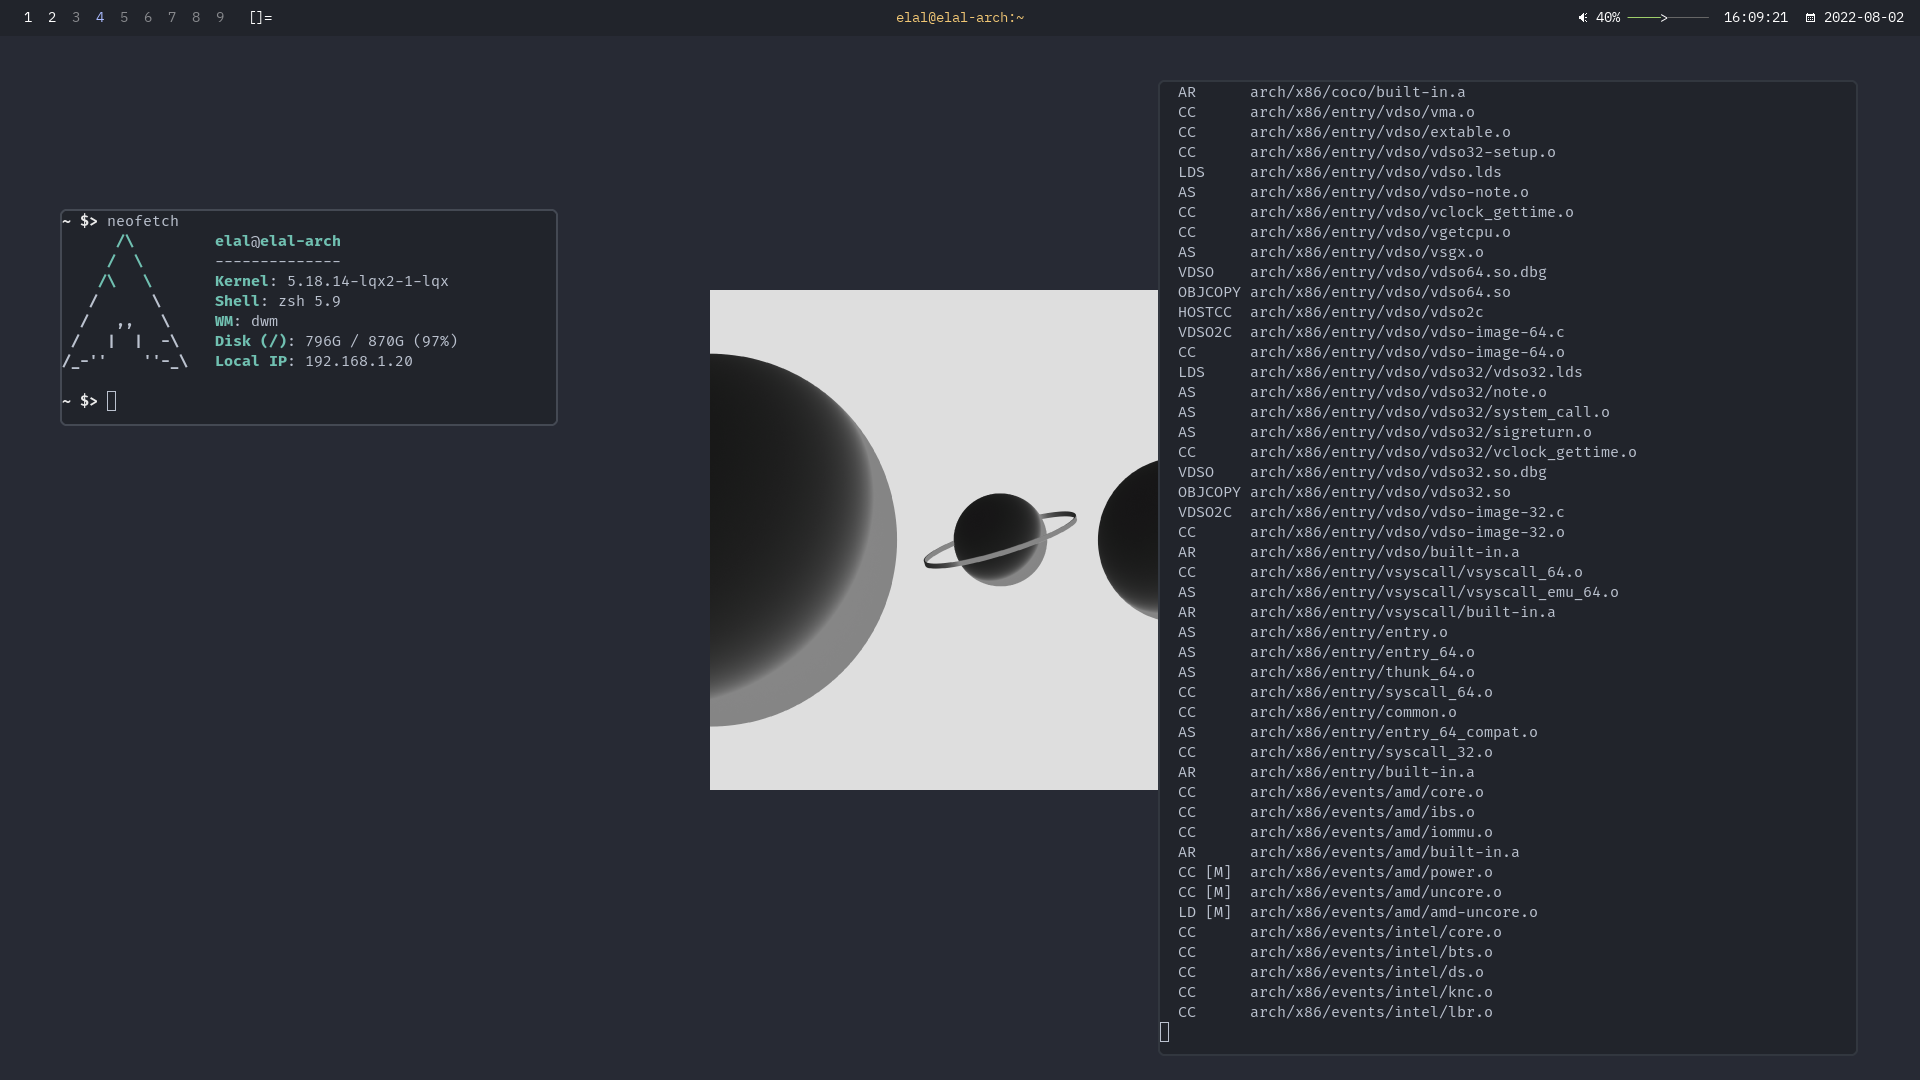 1 2 3 4 5 6 7 8 9 []=
elal@elal-arch:~
40% ────>───── 16:09:21 2022-08-02
~ $> neofetch
/\ elal@elal-arch
/ \ --------------
/\ \ Kernel: 5.18.14-lqx2-1-lqx
/ \ Shell: zsh 5.9
/ ,, \ WM: dwm
/ | | -\ Disk (/): 796G / 870G (97%)
/_-'' ''-_\ Local IP: 192.168.1.20
~ $>
AR arch/x86/coco/built-in.a
CC arch/x86/entry/vdso/vma.o
CC arch/x86/entry/vdso/extable.o
CC arch/x86/entry/vdso/vdso32-setup.o
LDS arch/x86/entry/vdso/vdso.lds
AS arch/x86/entry/vdso/vdso-note.o
CC arch/x86/entry/vdso/vclock_gettime.o
CC arch/x86/entry/vdso/vgetcpu.o
AS arch/x86/entry/vdso/vsgx.o
VDSO arch/x86/entry/vdso/vdso64.so.dbg
OBJCOPY arch/x86/entry/vdso/vdso64.so
HOSTCC arch/x86/entry/vdso/vdso2c
VDSO2C arch/x86/entry/vdso/vdso-image-64.c
CC arch/x86/entry/vdso/vdso-image-64.o
LDS arch/x86/entry/vdso/vdso32/vdso32.lds
AS arch/x86/entry/vdso/vdso32/note.o
AS arch/x86/entry/vdso/vdso32/system_call.o
AS arch/x86/entry/vdso/vdso32/sigreturn.o
CC arch/x86/entry/vdso/vdso32/vclock_gettime.o
VDSO arch/x86/entry/vdso/vdso32.so.dbg
OBJCOPY arch/x86/entry/vdso/vdso32.so
VDSO2C arch/x86/entry/vdso/vdso-image-32.c
CC arch/x86/entry/vdso/vdso-image-32.o
AR arch/x86/entry/vdso/built-in.a
CC arch/x86/entry/vsyscall/vsyscall_64.o
AS arch/x86/entry/vsyscall/vsyscall_emu_64.o
AR arch/x86/entry/vsyscall/built-in.a
AS arch/x86/entry/entry.o
AS arch/x86/entry/entry_64.o
AS arch/x86/entry/thunk_64.o
CC arch/x86/entry/syscall_64.o
CC arch/x86/entry/common.o
AS arch/x86/entry/entry_64_compat.o
CC arch/x86/entry/syscall_32.o
AR arch/x86/entry/built-in.a
CC arch/x86/events/amd/core.o
CC arch/x86/events/amd/ibs.o
CC arch/x86/events/amd/iommu.o
AR arch/x86/events/amd/built-in.a
CC [M] arch/x86/events/amd/power.o
CC [M] arch/x86/events/amd/uncore.o
LD [M] arch/x86/events/amd/amd-uncore.o
CC arch/x86/events/intel/core.o
CC arch/x86/events/intel/bts.o
CC arch/x86/events/intel/ds.o
CC arch/x86/events/intel/knc.o
CC arch/x86/events/intel/lbr.o